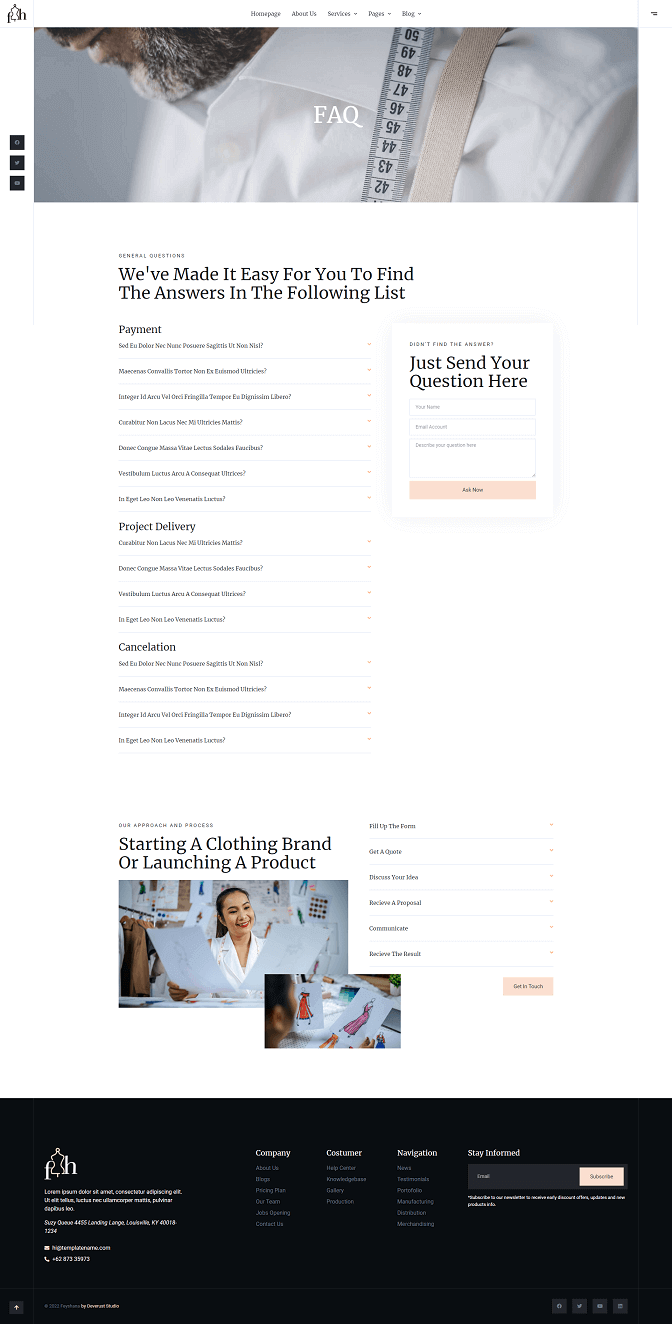 fsh
Homepage About Us Services Pages Blog
50
49
48
47
46
45
44
43
42
FAQ
GENERAL QUESTIONS
We've Made It Easy For You To Find
The Answers In The Following List
Payment
Sed Eu Dolor Nec Nunc Posuere Sagittis Ut Non Nisl?
Maecenas Convallis Tortor Non Ex Euismod Ultricies?
Integer Id Arcu Vel Orci Fringilla Tempor Eu Dignissim Libero?
Curabitur Non Lacus Nec Mi Ultricies Mattis?
Donec Congue Massa Vitae Lectus Sodales Faucibus?
Vestibulum Luctus Arcu A Consequat Ultrices?
In Eget Leo Non Leo Venenatis Luctus?
Project Delivery
Curabitur Non Lacus Nec Mi Ultricies Mattis?
Donec Congue Massa Vitae Lectus Sodales Faucibus?
Vestibulum Luctus Arcu A Consequat Ultrices?
In Eget Leo Non Leo Venenatis Luctus?
Cancelation
Sed Eu Dolor Nec Nunc Posuere Sagittis Ut Non Nisl?
Maecenas Convallis Tortor Non Ex Euismod Ultricies?
Integer Id Arcu Vel Orci Fringilla Tempor Eu Dignissim Libero?
In Eget Leo Non Leo Venenatis Luctus?
DIDN'T FIND THE ANSWER?
Just Send Your
Question Here
Your Name
Email Account
Describe your question here
Ask Now
OUR APPROACH AND PROCESS
Starting A Clothing Brand
Or Launching A Product
Fill Up The Form
Get A Quote
Discuss Your Idea
Recieve A Proposal
Communicate
Recieve The Result
Get In Touch
fsh
Lorem ipsum dolor sit amet, consectetur adipiscing elit.
Ut elit tellus, luctus nec ullamcorper mattis, pulvinar
dapibus leo.
Suzy Queue 4455 Landing Lange, Louisville, KY 40018-
1234
hi@templatename.com
+62 873 35973
Company
About Us
Blogs
Pricing Plan
Our Team
Jobs Opening
Contact Us
Costumer
Help Center
Knowledgebase
Gallery
Production
Navigation
News
Testimonials
Portofolio
Manufacturing
Distribution
Merchandising
Stay Informed
Email
Subscribe
*Subscribe to our newsletter to receive early discount offers, updates and new
products info.
© 2022 Feyshane by Deverust Studio